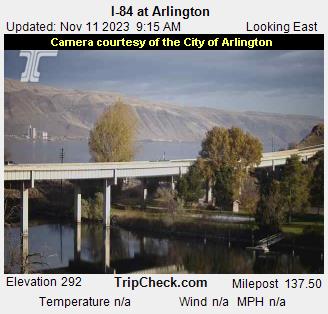 I-84 at Arlington
Updated: Nov 11 2023 9:15 AM Looking East
Camera courtesy of the City of Arlington
Elevation 292 TripCheck.com Milepost 137.50
Temperature n/a Wind n/a MPH n/a